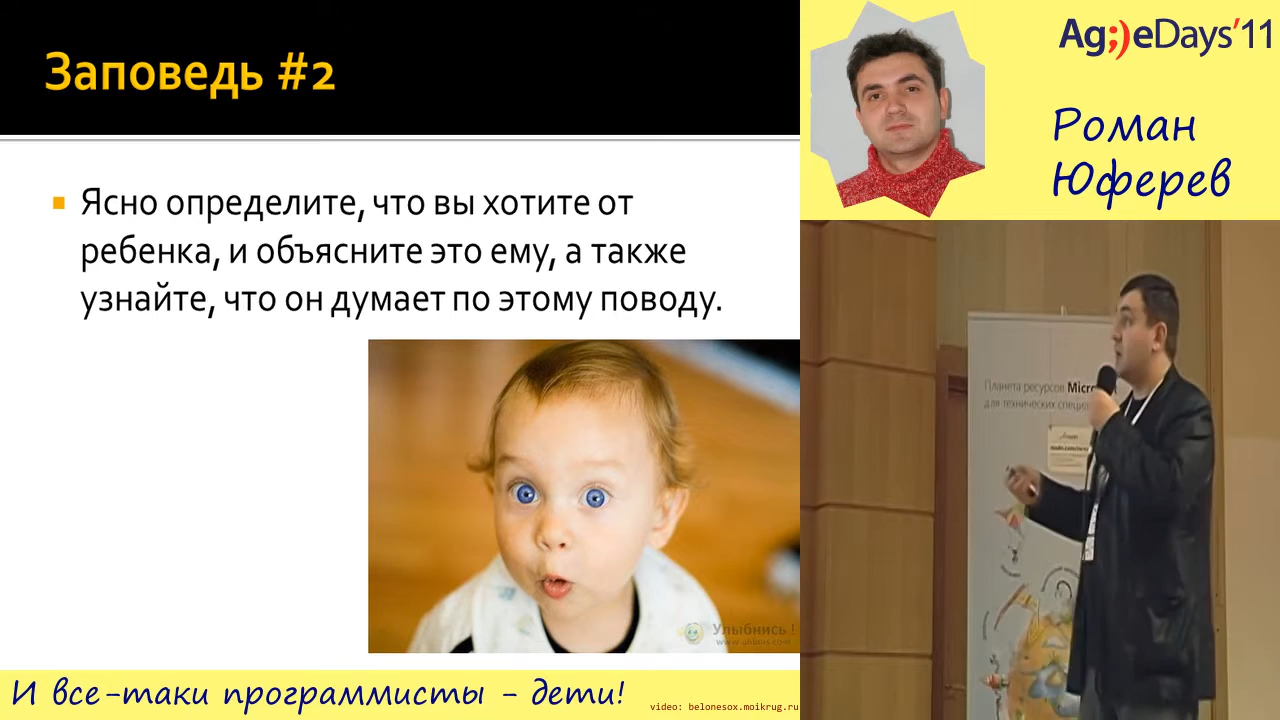 Заповедь #2
Ясно определите, что вы хотите от
ребенка, и объясните это ему, а также
узнайте, что он думает по этому поводу.
Улыбнись !
И все-таки программисты - дети!
video: belonesox.moikrug.ru
Ag;)eDays'11
Роман
Юферев
Планета ресурсов Micr
для технических специ